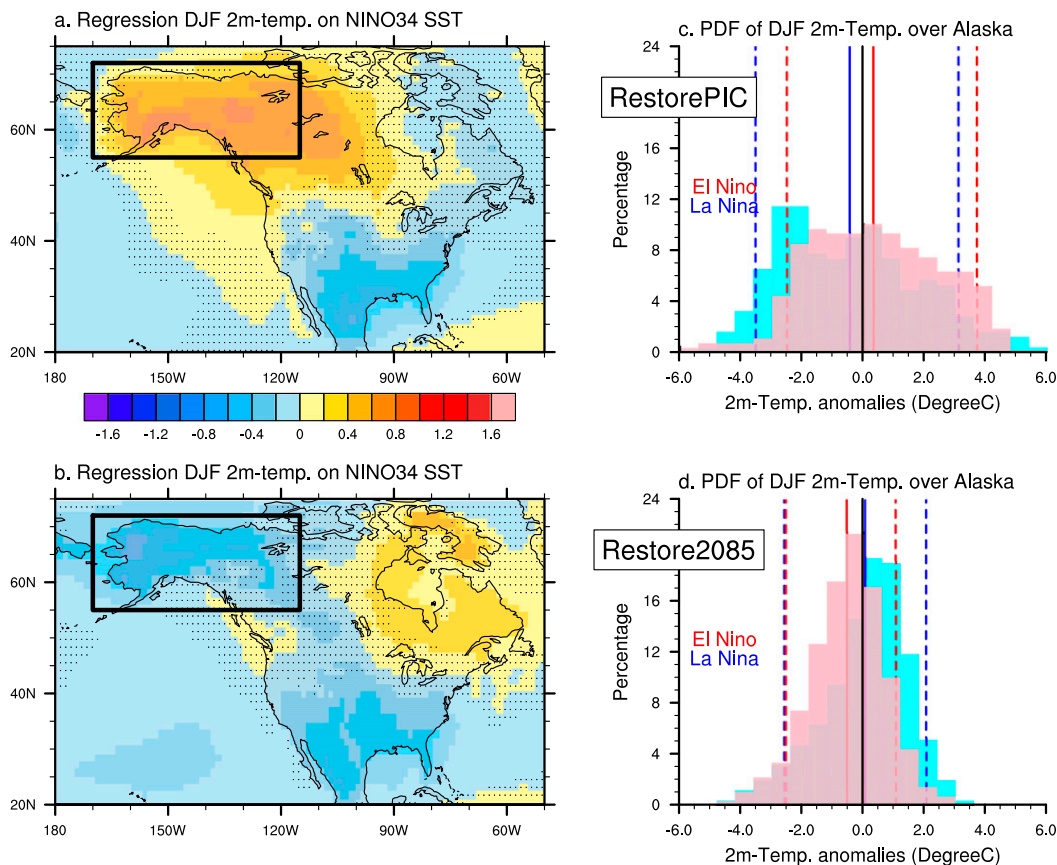 a. Regression DJF 2m-temp. on NINO34 SST
60N
40N
20N
180
150W
120W
90W
60W
-1.6
-1.2
-0.8
-0.4
0
0.4
0.8
1.2
1.6
c. PDF of DJF 2m-Temp. over Alaska
RestorePIC
El Nino
La Nina
Percentage
24
16
12
8
4
0
-6.0
-4.0
-2.0
0.0
2.0
4.0
6.0
2m-Temp. anomalies (DegreeC)
b. Regression DJF 2m-temp. on NINO34 SST
60N
40N
20N
180
150W
120W
90W
60W
d. PDF of DJF 2m-Temp. over Alaska
Restore2085
El Nino
La Nina
Percentage
24
16
12
8
4
0
-6.0
-4.0
-2.0
0.0
2.0
4.0
6.0
2m-Temp. anomalies (DegreeC)